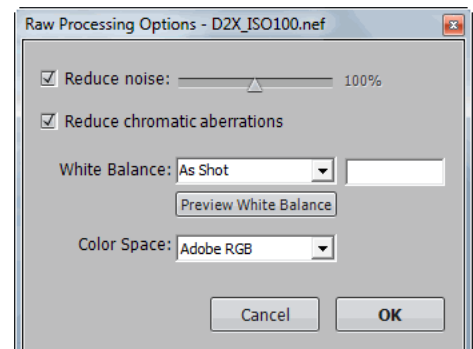 Raw Processing Options - D2X_ISO100.nef
Reduce noise: 100%
Reduce chromatic aberrations
White Balance: As Shot
Preview White Balance
Color Space: Adobe RGB
Cancel OK